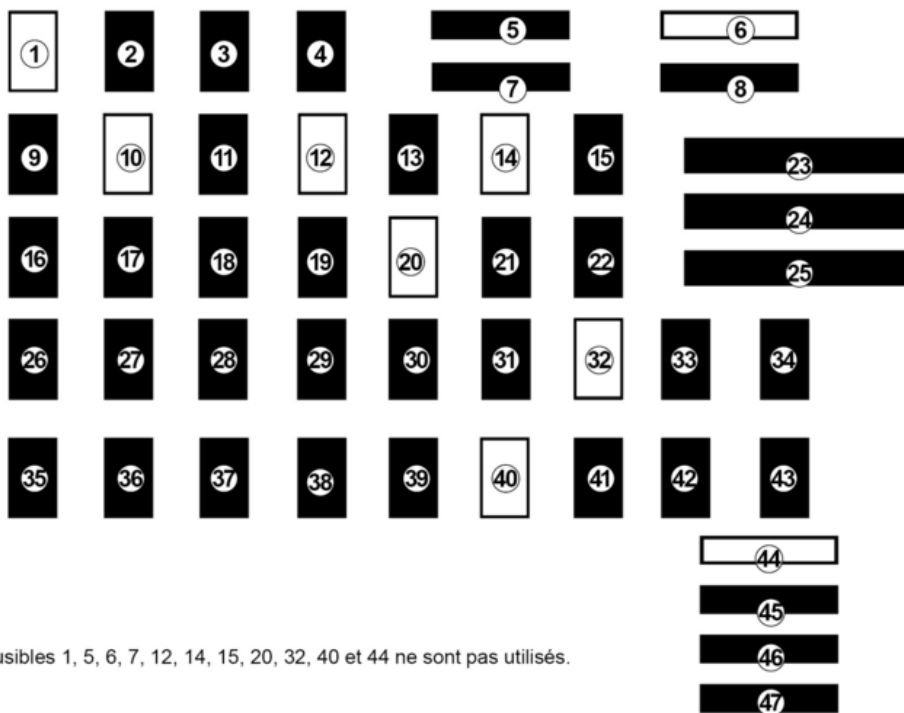 1 2 3 4 5 6
7 8
9 10 11 12 13 14 15 23
16 17 18 19 20 21 22 24
25
26 27 28 29 30 31 32 33 34
35 36 37 38 39 40 41 42 43
44
45
usibles 1, 5, 6, 7, 12, 14, 15, 20, 32, 40 et 44 ne sont pas utilisés.
46
47